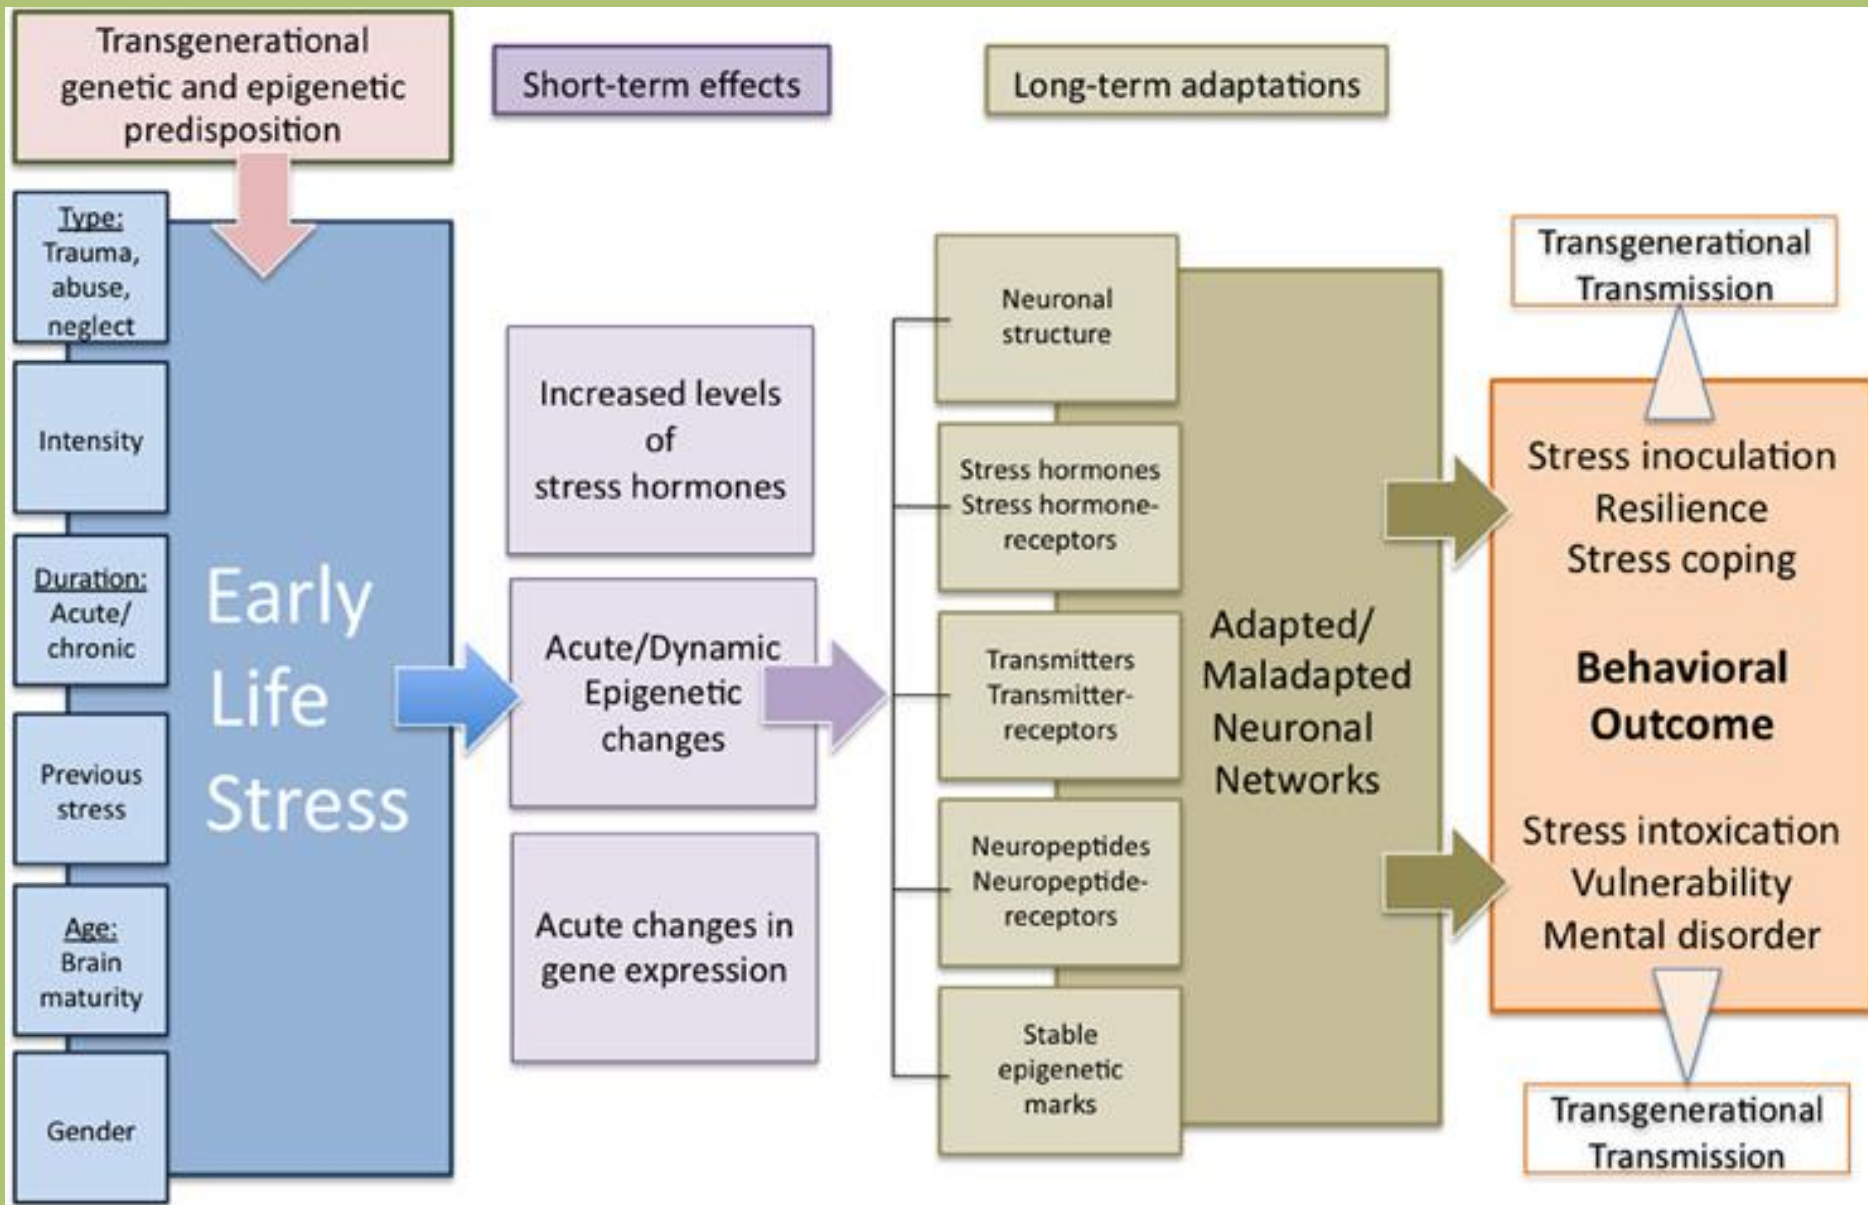 Transgenerational
genetic and epigenetic
predisposition
Short-term effects
Long-term adaptations
Type:
Trauma,
abuse,
neglect
Intensity
Duration:
Acute/
chronic
Previous
stress
Age:
Brain
maturity
Gender
Early
Life
Stress
Increased levels
of
stress hormones
Acute/Dynamic
Epigenetic
changes
Acute changes in
gene expression
Neuronal
structure
Stress hormones
Stress hormone-
receptors
Transmitters
Transmitter-
receptors
Neuropeptides
Neuropeptide-
receptors
Stable
epigenetic
marks
Adapted/
Maladapted
Neuronal
Networks
Transgenerational
Transmission
Stress inoculation
Resilience
Stress coping
Behavioral
Outcome
Stress intoxication
Vulnerability
Mental disorder
Transgenerational
Transmission